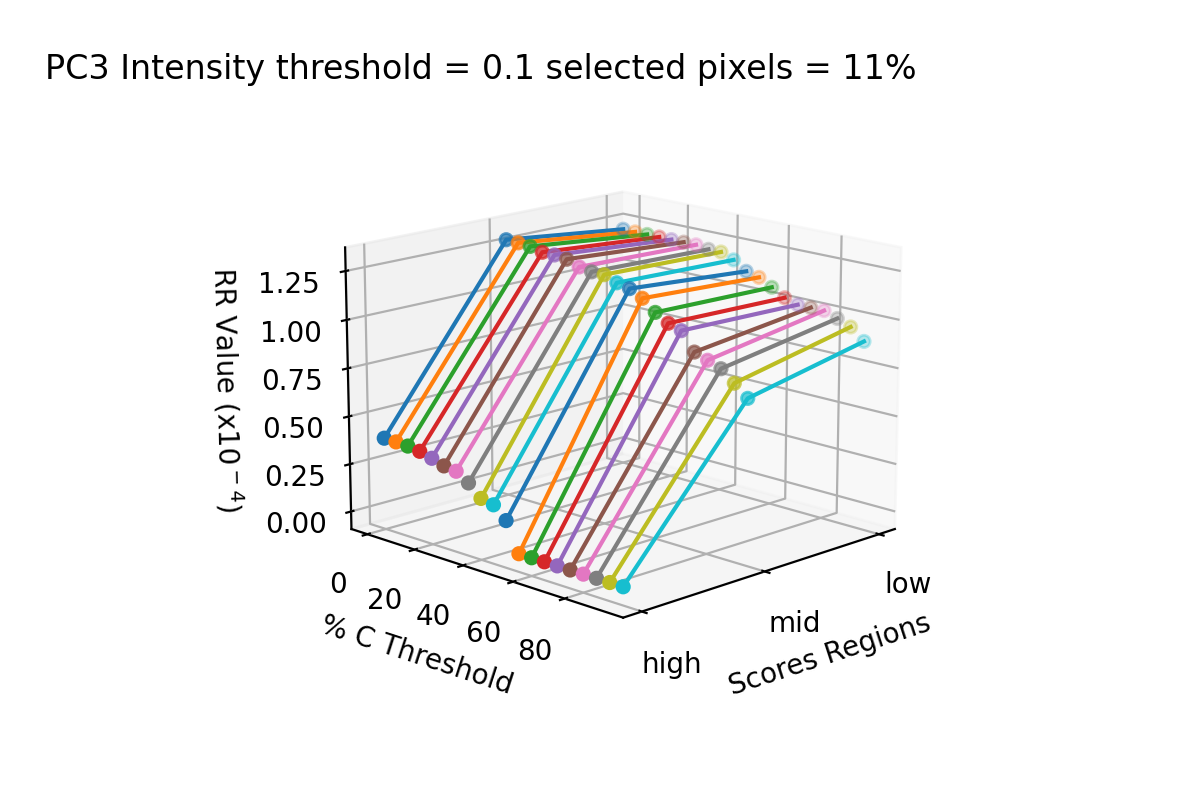 PC3 Intensity threshold = 0.1 selected pixels = 11%
RR Value (x10⁻⁴)
1.25
1.00
0.75
0.50
0.25
0.00
0
20
40
60
80
% C Threshold
high
mid
low
Scores Regions